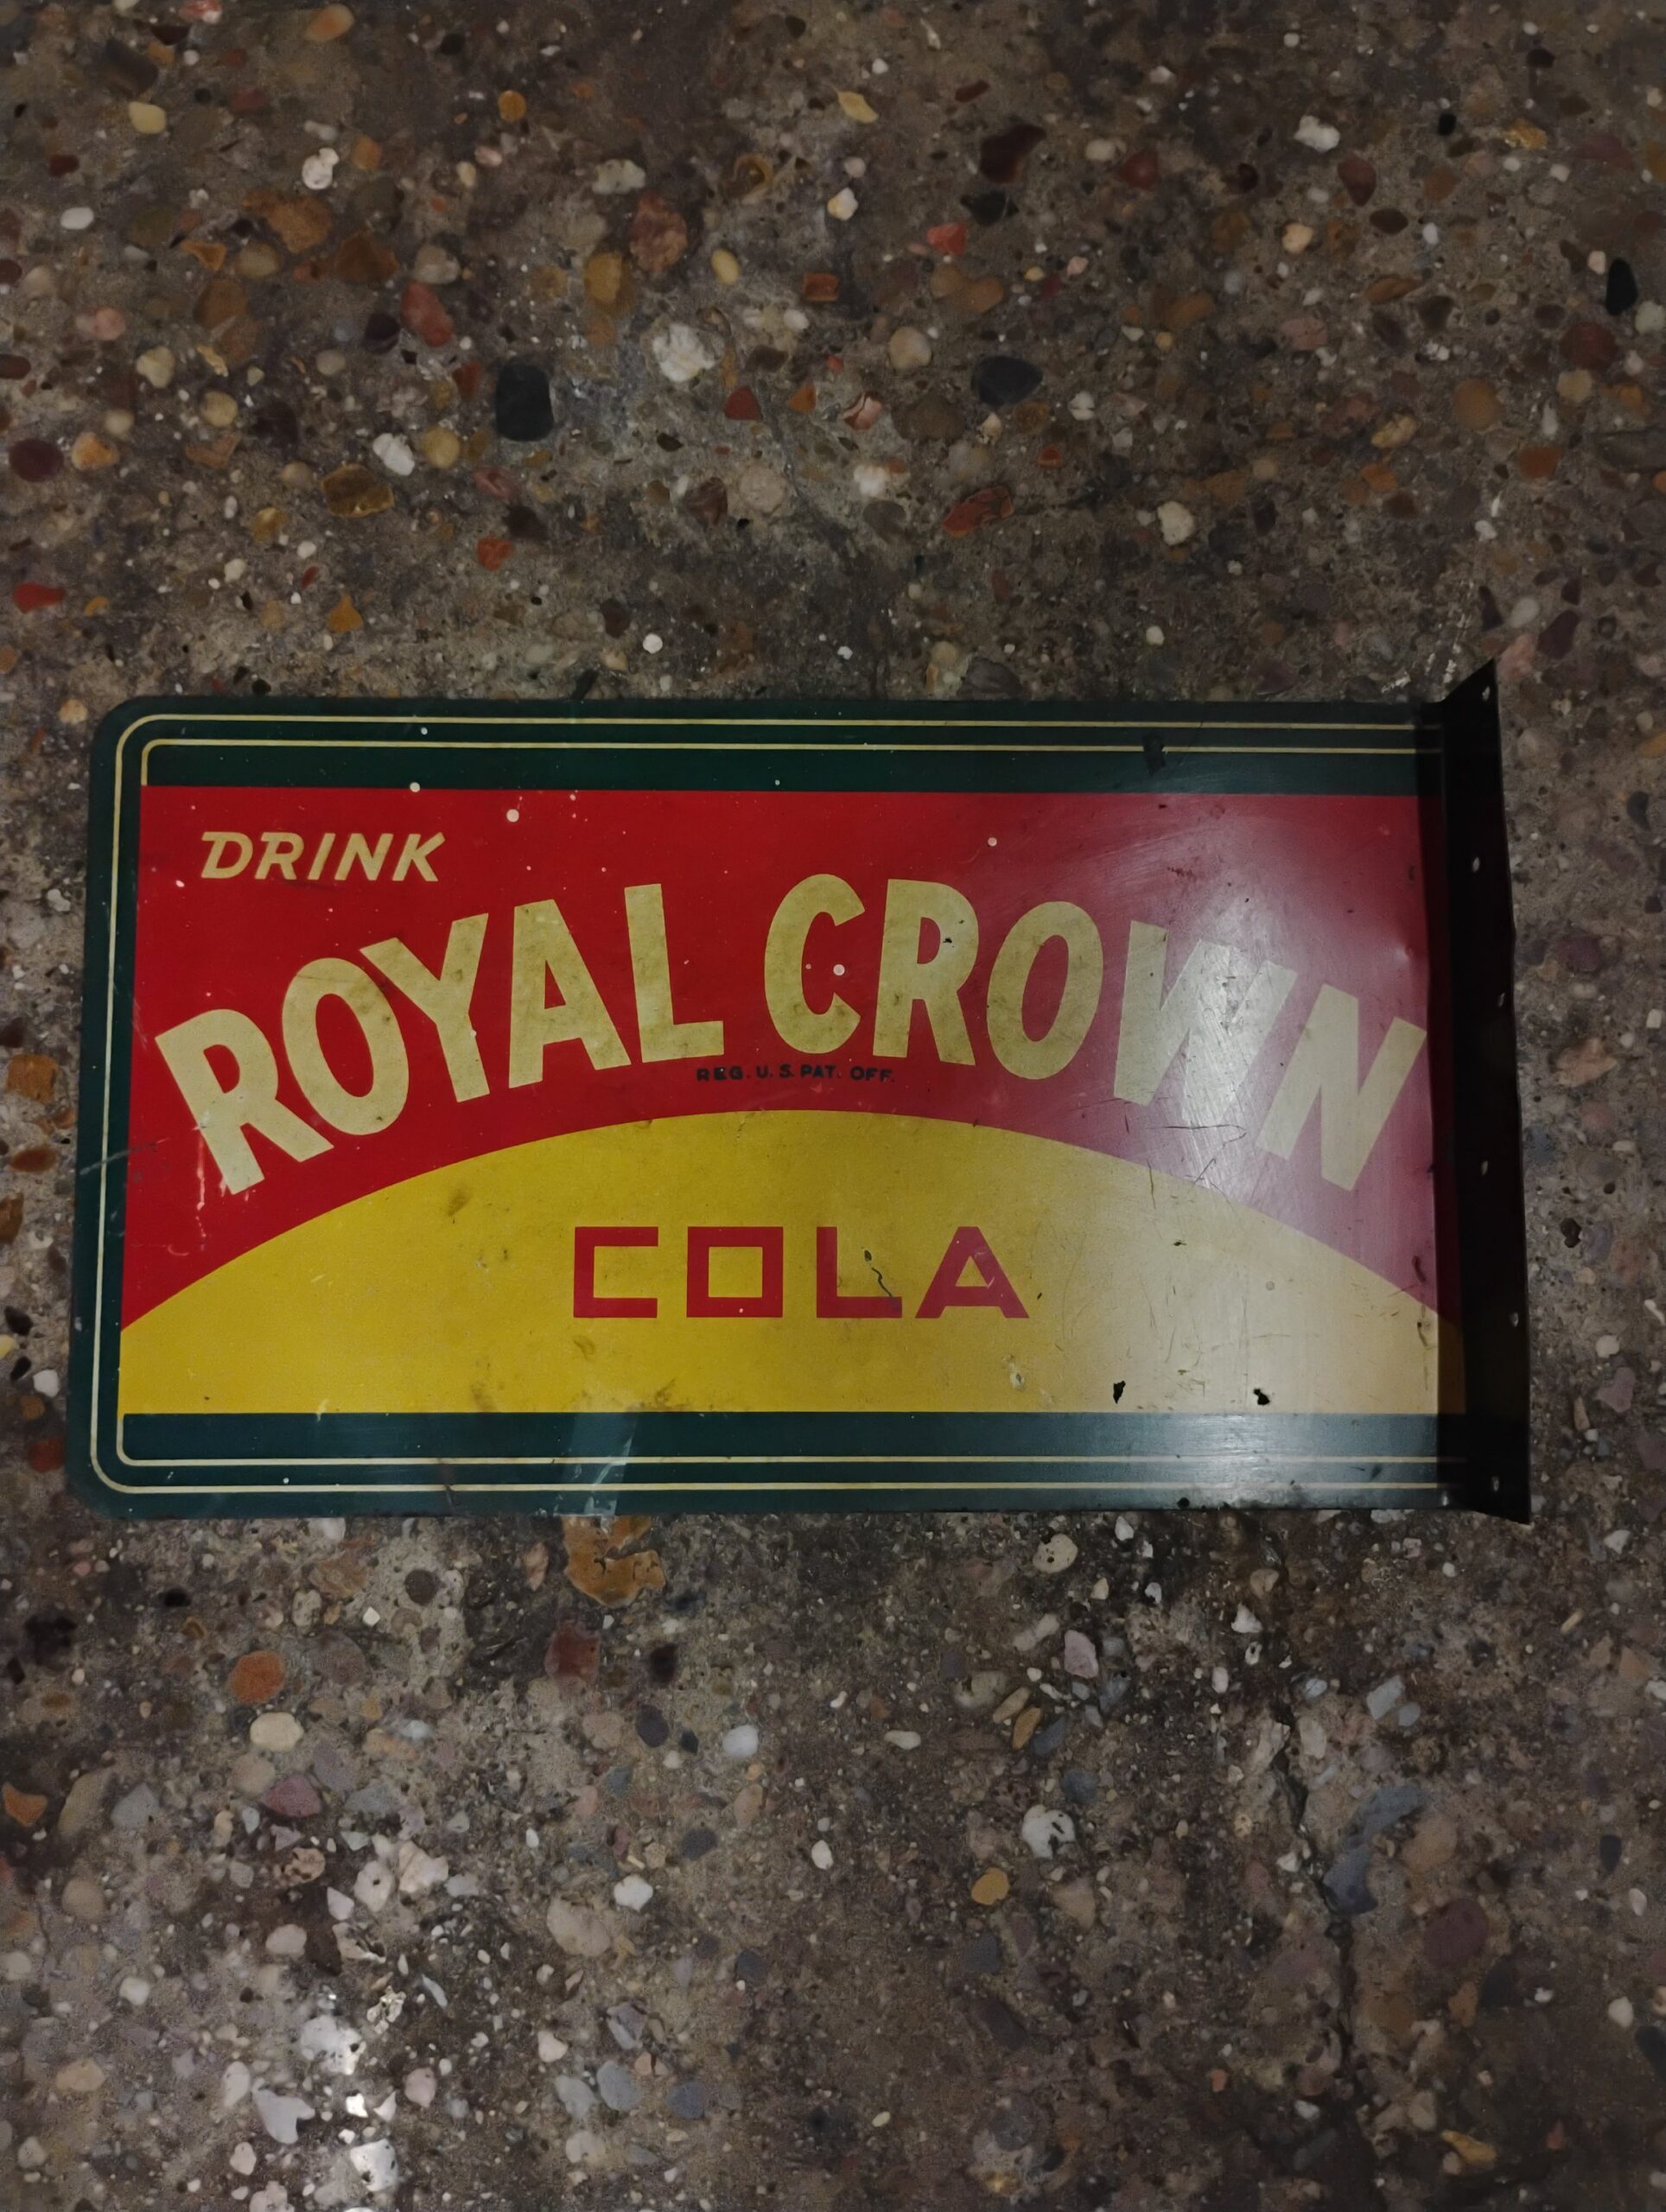 DRINK
ROYAL CROWN
REG. U.S. PAT. OFF.
COLA